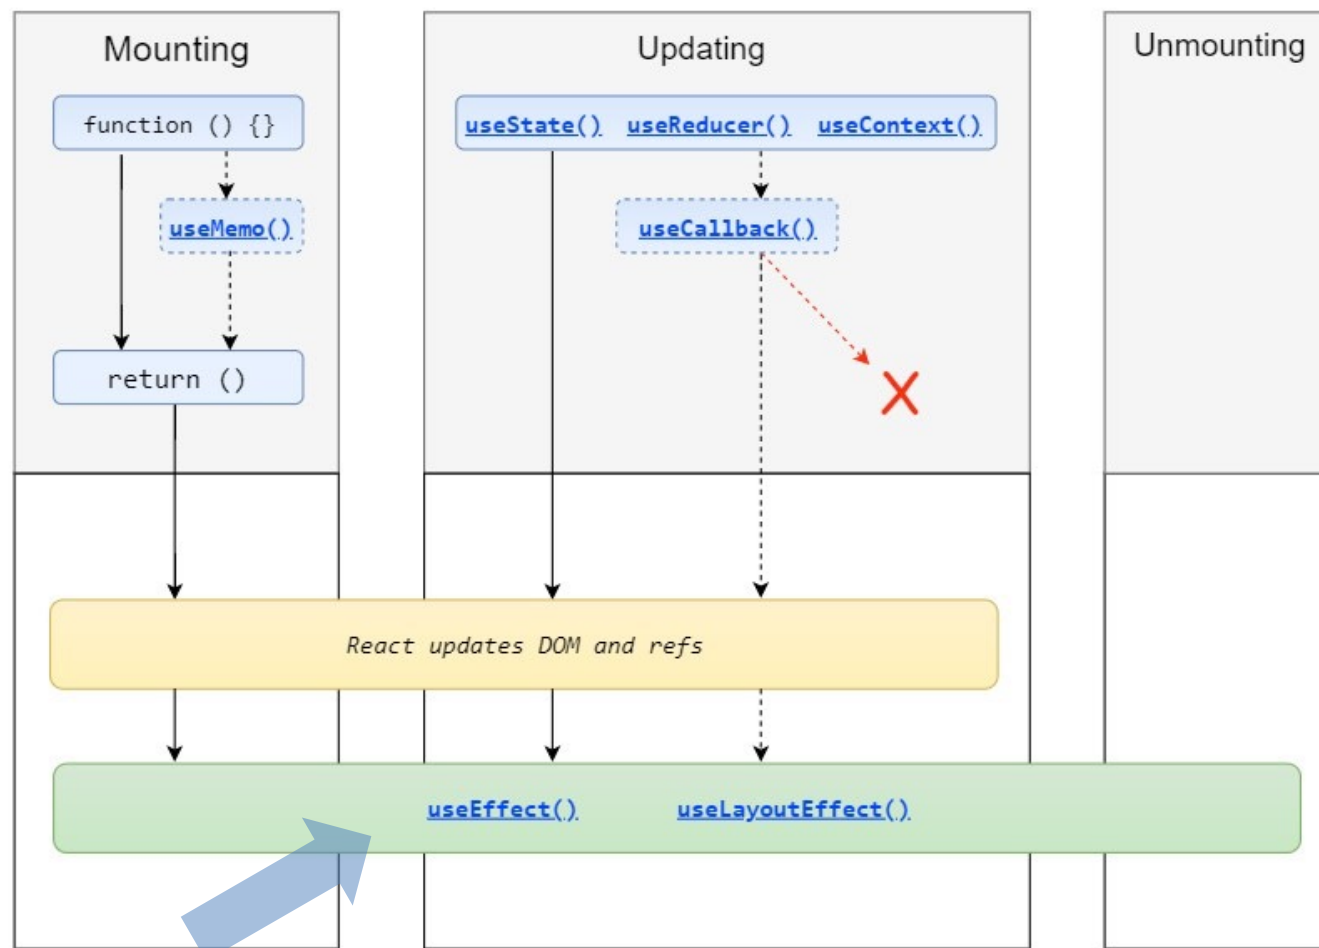 Mounting
Updating
Unmounting
function () {}
useState() useReducer() useContext()
useMemo()
useCallback()
return ()
React updates DOM and refs
useEffect() useLayoutEffect()